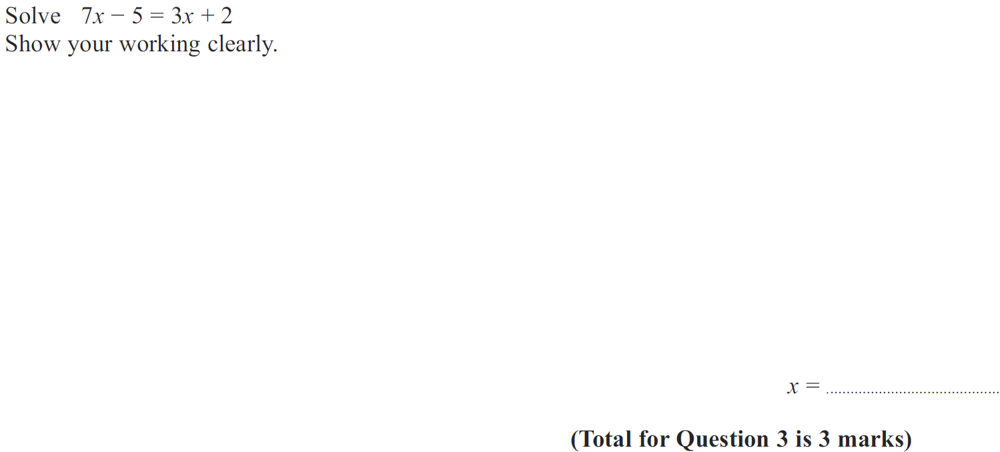 Solve 7x − 5 = 3x + 2
Show your working clearly.
x = ...........................................
(Total for Question 3 is 3 marks)